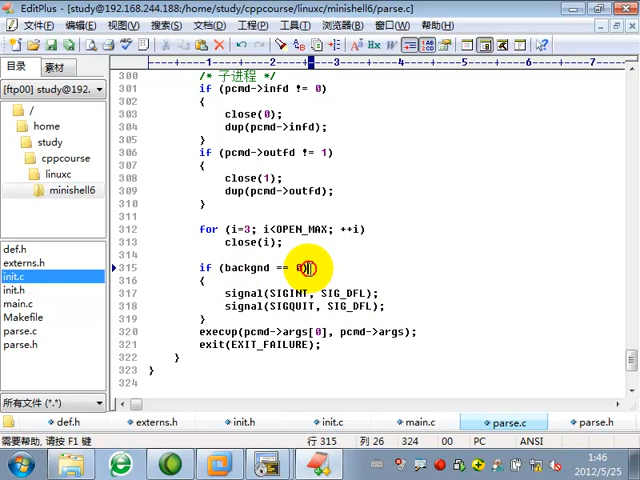 EditPlus - [study@192.168.244.188:/home/study/cppcourse/linuxc/minishell6/parse.c]
文件(F) 编辑(E) 视图(V) 搜索(S) 文档(D) 工程(P) 工具(T) 浏览器(B) 窗口(W) 帮助(H)
目录 素材
[ftp00] study@192.
/
home
study
cppcourse
linuxc
minishell6
def.h
externs.h
init.c
init.h
main.c
Makefile
parse.c
parse.h
所有文件 (*.*)
----+----1----+----2----+----3----+----4----+----5----+----6----+----7--
300 /* 子进程 */
301 if (pcmd->infd != 0)
302 {
303 close(0);
304 dup(pcmd->infd);
305 }
306 if (pcmd->outfd != 1)
307 {
308 close(1);
309 dup(pcmd->outfd);
310 }
311
312 for (i=3; i<OPEN_MAX; ++i)
313 close(i);
314
315 if (backgnd == 0)
316 {
317 signal(SIGINT, SIG_DFL);
318 signal(SIGQUIT, SIG_DFL);
319 }
320 execvp(pcmd->args[0], pcmd->args);
321 exit(EXIT_FAILURE);
322 }
323 }
324
def.h externs.h init.h init.c main.c parse.c parse.h
需要帮助, 请按 F1 键 行 315 列 26 324 00 PC ANSI
1:46
2012/5/25